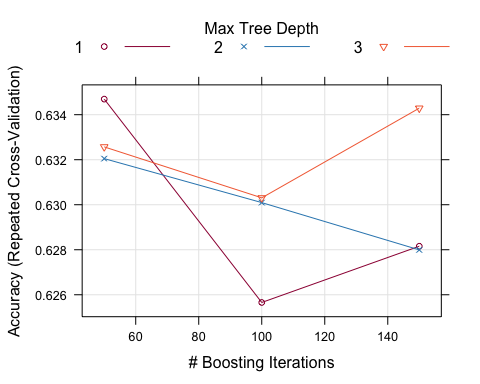 Max Tree Depth
1 2 3
Accuracy (Repeated Cross-Validation)
0.634
0.632
0.630
0.628
0.626
60 80 100 120 140
# Boosting Iterations